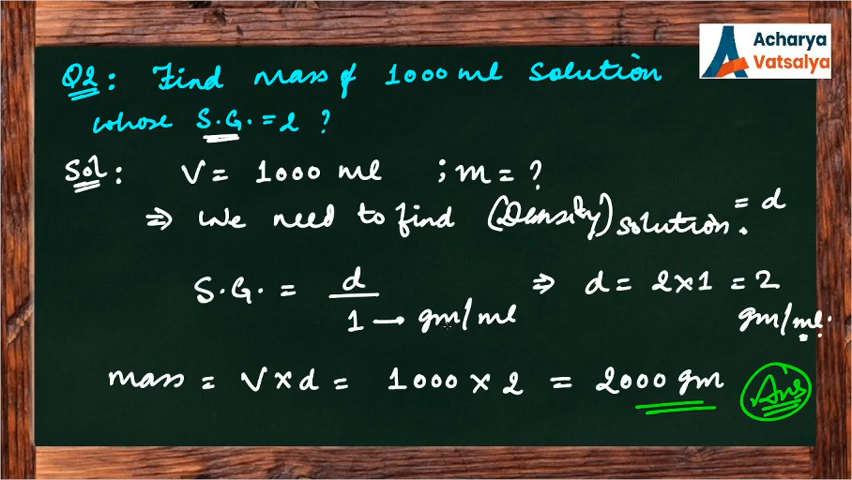 Acharya
Vatsalya
Q2: Find mass of 1000 ml solution
whose S.G. = 2 ?
Sol: V = 1000 ml ; m = ?
⇒ We need to find (Density) solution = d
S.G. = d / 1 → gm/ml ⇒ d = 2 × 1 = 2
gm/ml.
mass = V × d = 1000 × 2 = 2000 gm Ans